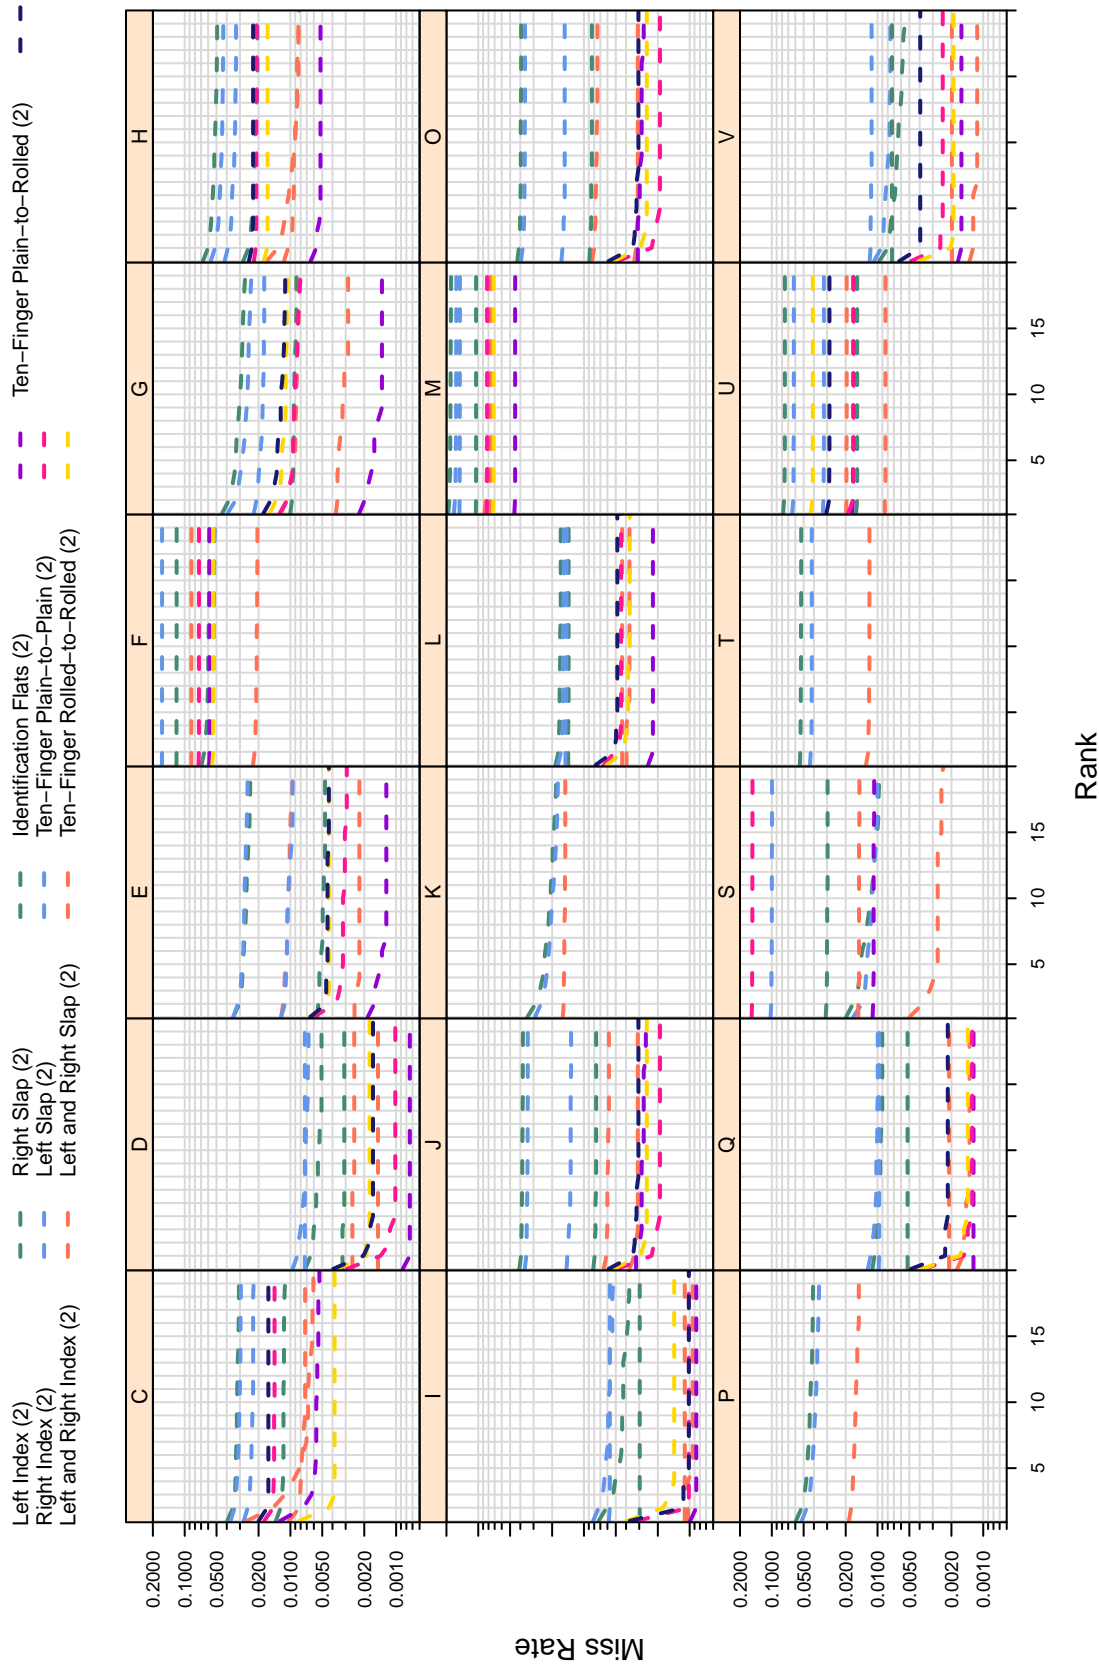 Left Index (2)
Right Index (2)
Left and Right Index (2)
Right Slap (2)
Left Slap (2)
Left and Right Slap (2)
Identification Flats (2)
Ten−Finger Plain−to−Plain (2)
Ten−Finger Rolled−to−Rolled (2)
Ten−Finger Plain−to−Rolled (2)
C D E F G H
0.2000
0.1000
0.0500
0.0200
0.0100
0.0050
0.0020
0.0010
I J K L M O
P Q S T U V
0.2000
0.1000
0.0500
0.0200
0.0100
0.0050
0.0020
0.0010
5 10 15 5 10 15 5 10 15
Miss Rate
Rank